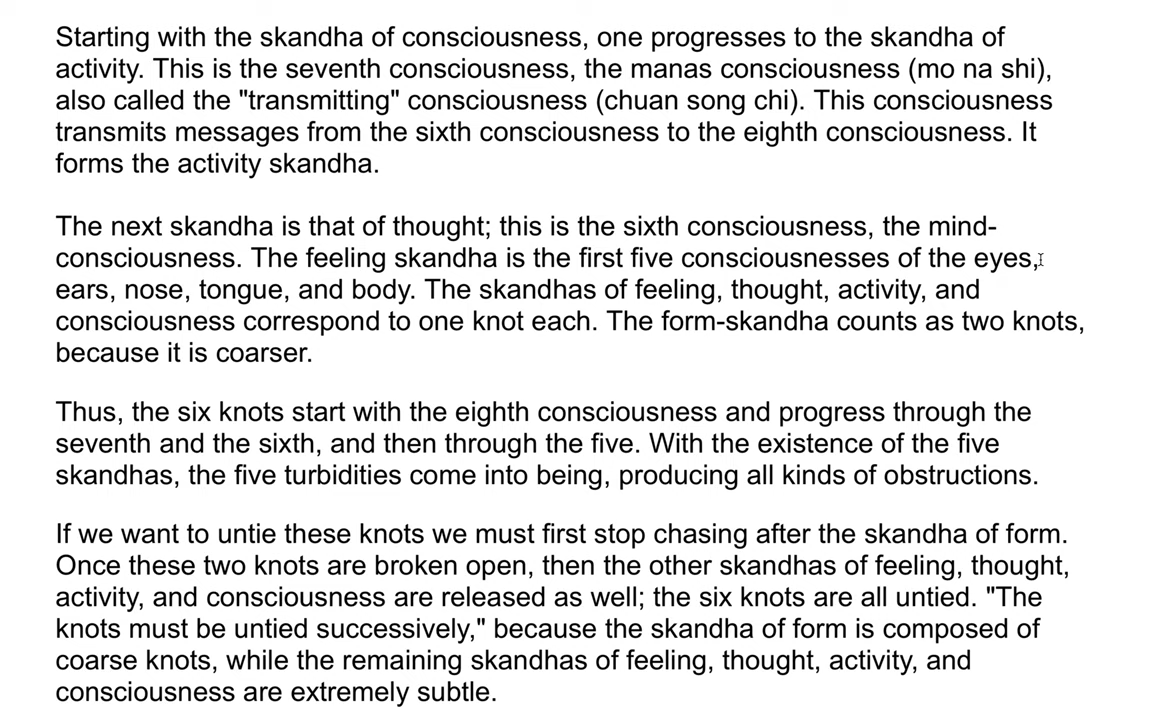 Starting with the skandha of consciousness, one progresses to the skandha of
activity. This is the seventh consciousness, the manas consciousness (mo na shi),
also called the "transmitting" consciousness (chuan song chi). This consciousness
transmits messages from the sixth consciousness to the eighth consciousness. It
forms the activity skandha.
The next skandha is that of thought; this is the sixth consciousness, the mind-
consciousness. The feeling skandha is the first five consciousnesses of the eyes,
ears, nose, tongue, and body. The skandhas of feeling, thought, activity, and
consciousness correspond to one knot each. The form-skandha counts as two knots,
because it is coarser.
Thus, the six knots start with the eighth consciousness and progress through the
seventh and the sixth, and then through the five. With the existence of the five
skandhas, the five turbidities come into being, producing all kinds of obstructions.
If we want to untie these knots we must first stop chasing after the skandha of form.
Once these two knots are broken open, then the other skandhas of feeling, thought,
activity, and consciousness are released as well; the six knots are all untied. "The
knots must be untied successively," because the skandha of form is composed of
coarse knots, while the remaining skandhas of feeling, thought, activity, and
consciousness are extremely subtle.